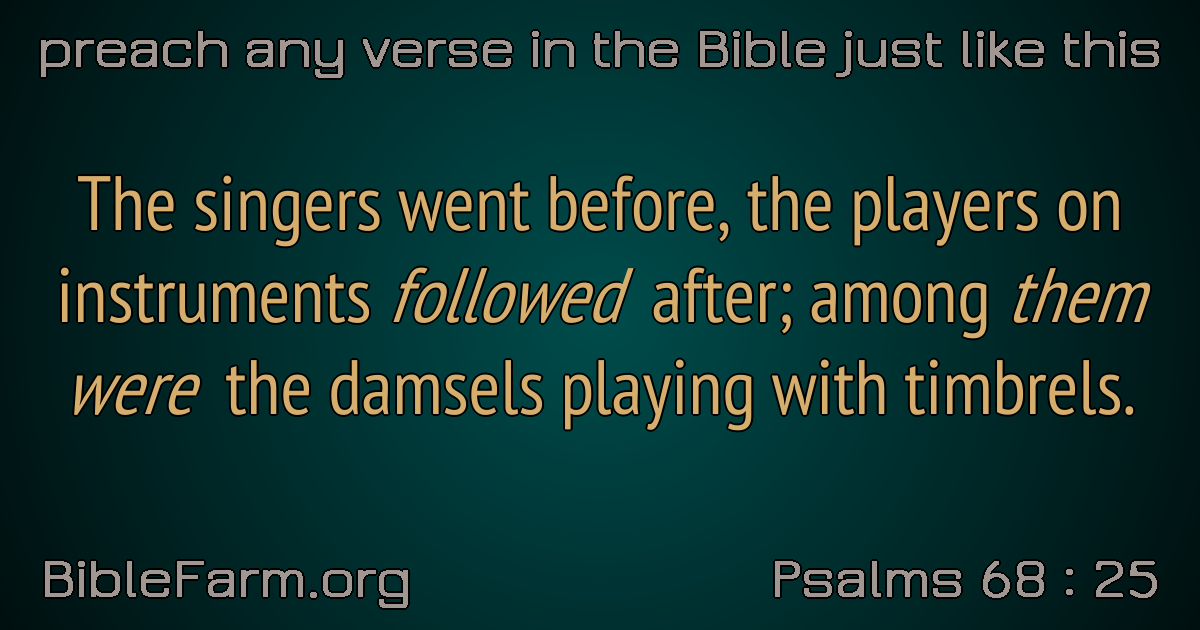 preach any verse in the Bible just like this
The singers went before, the players on
instruments followed after; among them
were the damsels playing with timbrels.
BibleFarm.org
Psalms 68 : 25